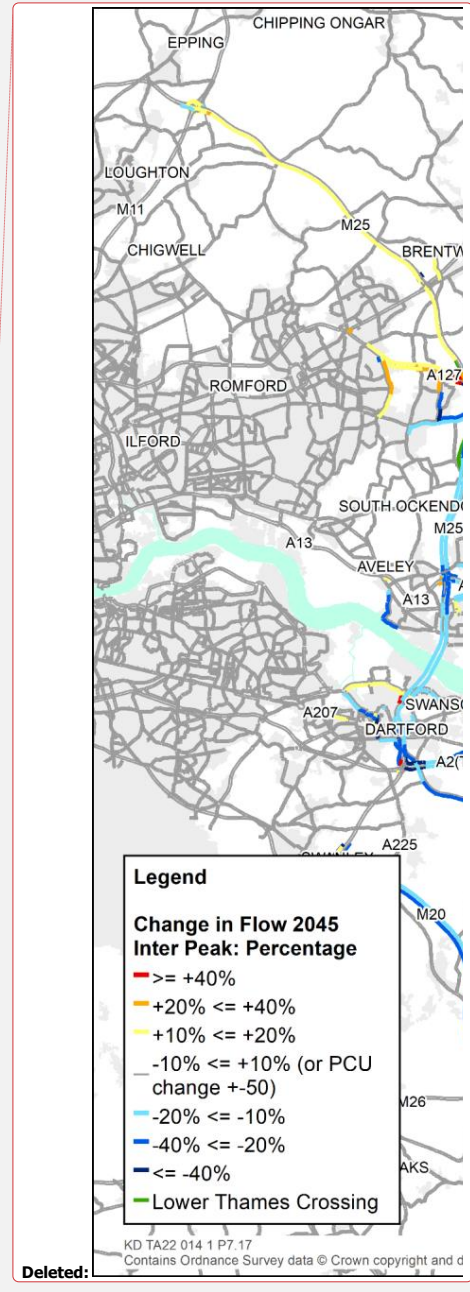 CHIPPING ONGAR
EPPING
LOUGHTON
M11
M25
CHIGWELL
BRENTW
ROMFORD
A127
ILFORD
SOUTH OCKENDO
M25
A13
AVELEY
A13
A207
SWANSC
DARTFORD
A2(T
A225
SWANLEY
M20
M26
AKS
Legend
Change in Flow 2045
Inter Peak: Percentage
>= +40%
+20% <= +40%
+10% <= +20%
-10% <= +10% (or PCU
change +-50)
-20% <= -10%
-40% <= -20%
<= -40%
Lower Thames Crossing
KD TA22 014 1 P7.17
Contains Ordnance Survey data © Crown copyright and d
Deleted: